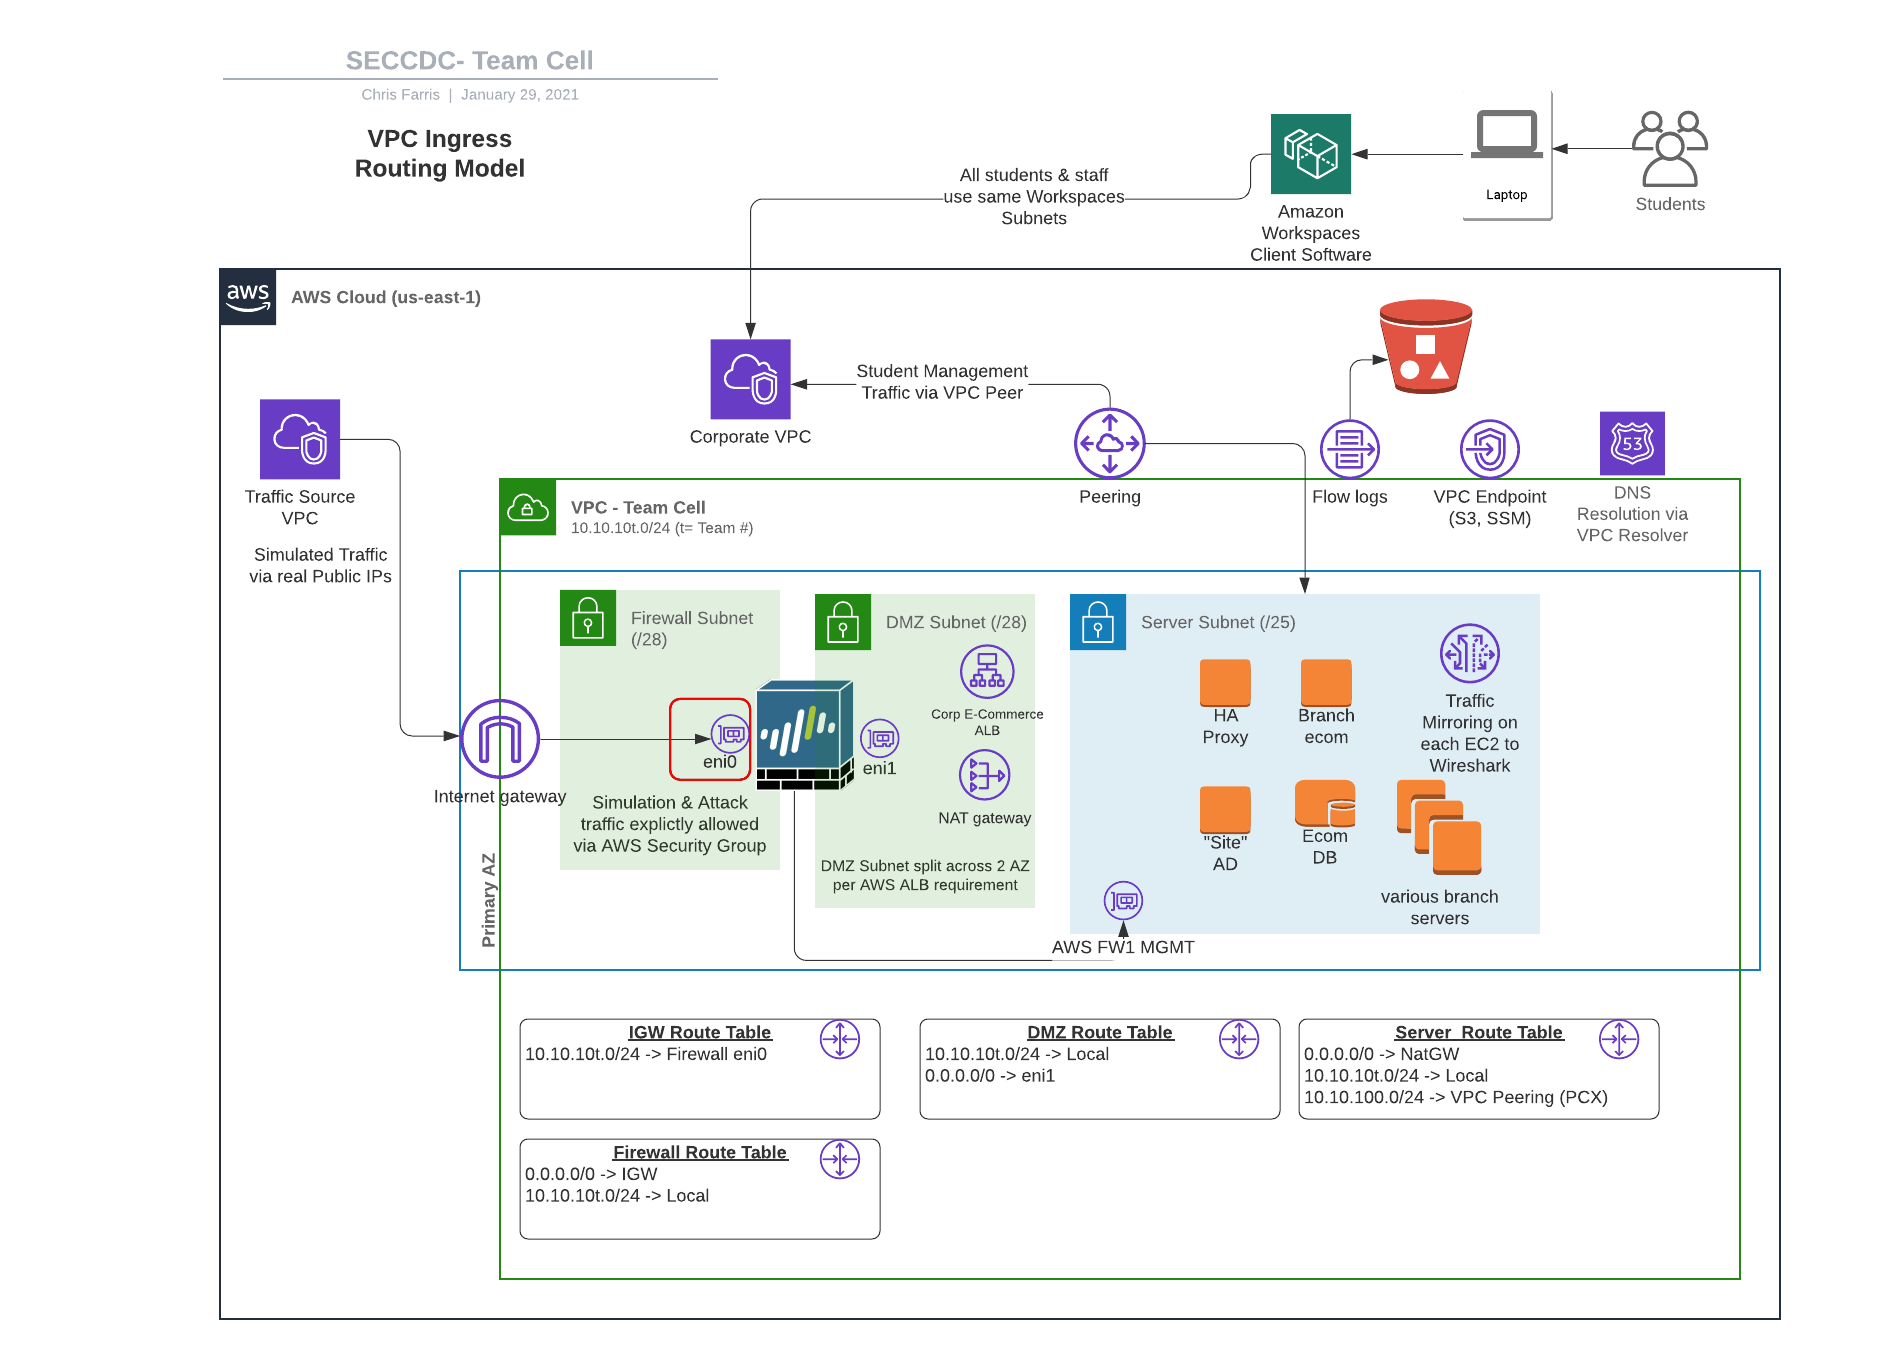 SECCDC- Team Cell
Chris Farris | January 29, 2021
VPC Ingress
Routing Model
All students & staff
use same Workspaces
Subnets
Amazon
Workspaces
Client Software
Laptop
Students
aws
AWS Cloud (us-east-1)
Student Management
Traffic via VPC Peer
Corporate VPC
Traffic Source
VPC
Simulated Traffic
via real Public IPs
Peering
Flow logs
VPC Endpoint
(S3, SSM)
53
DNS
Resolution via
VPC Resolver
VPC - Team Cell
10.10.10t.0/24 (t= Team #)
Primary AZ
Internet gateway
Firewall Subnet
(/28)
eni0
Simulation & Attack
traffic explictly allowed
via AWS Security Group
DMZ Subnet (/28)
Corp E-Commerce
ALB
eni1
NAT gateway
DMZ Subnet split across 2 AZ
per AWS ALB requirement
Server Subnet (/25)
HA
Proxy
Branch
ecom
Traffic
Mirroring on
each EC2 to
Wireshark
"Site"
AD
Ecom
DB
various branch
servers
AWS FW1 MGMT
IGW Route Table
10.10.10t.0/24 -> Firewall eni0
DMZ Route Table
10.10.10t.0/24 -> Local
0.0.0.0/0 -> eni1
Server Route Table
0.0.0.0/0 -> NatGW
10.10.10t.0/24 -> Local
10.10.100.0/24 -> VPC Peering (PCX)
Firewall Route Table
0.0.0.0/0 -> IGW
10.10.10t.0/24 -> Local